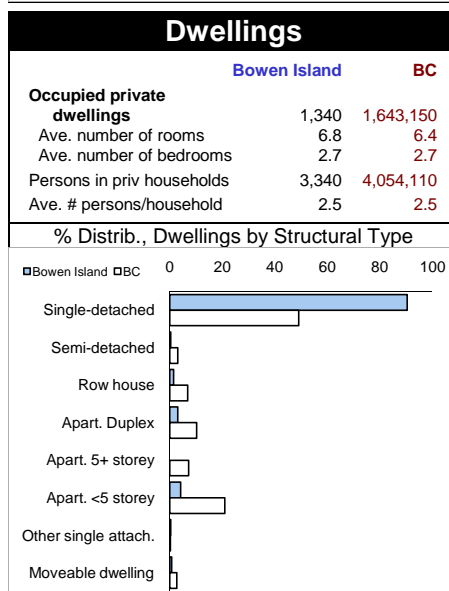 Dwellings
Bowen Island BC
Occupied private
dwellings 1,340 1,643,150
Ave. number of rooms 6.8 6.4
Ave. number of bedrooms 2.7 2.7
Persons in priv households 3,340 4,054,110
Ave. # persons/household 2.5 2.5
% Distrib., Dwellings by Structural Type
Bowen Island BC 0 20 40 60 80 100
Single-detached
Semi-detached
Row house
Apart. Duplex
Apart. 5+ storey
Apart. <5 storey
Other single attach.
Moveable dwelling